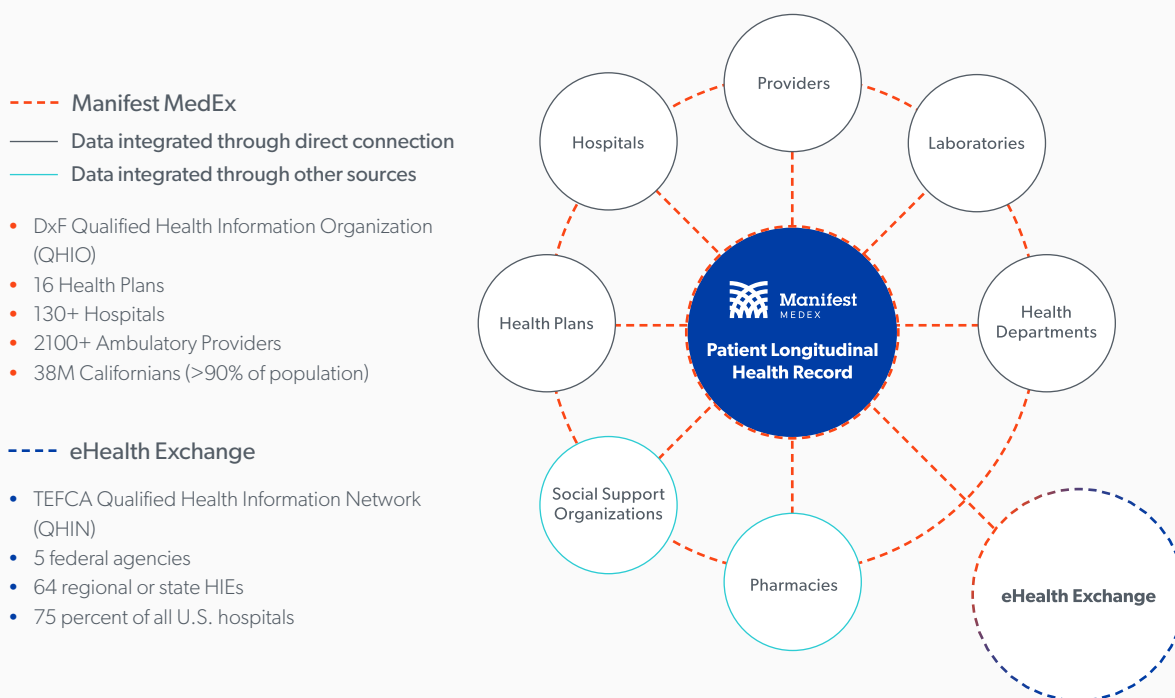 Manifest MedEx
Data integrated through direct connection
Data integrated through other sources
• DxF Qualified Health Information Organization
(QHIO)
• 16 Health Plans
• 130+ Hospitals
• 2100+ Ambulatory Providers
• 38M Californians (>90% of population)
eHealth Exchange
• TEFCA Qualified Health Information Network
(QHIN)
• 5 federal agencies
• 64 regional or state HIEs
• 75 percent of all U.S. hospitals
Providers
Hospitals
Laboratories
Health Plans
Manifest
MEDEX
Patient Longitudinal
Health Record
Health
Departments
Social Support
Organizations
Pharmacies
eHealth Exchange